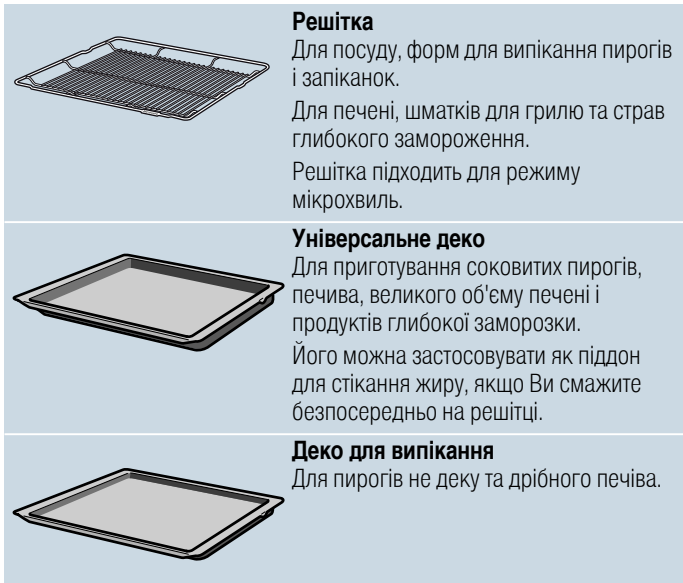 Решітка
Для посуду, форм для випікання пирогів
і запіканок.
Для печені, шматків для грилю та страв
глибокого замороження.
Решітка підходить для режиму
мікрохвиль.
Універсальне деко
Для приготування соковитих пирогів,
печива, великого об'єму печені і
продуктів глибокої заморозки.
Його можна застосовувати як піддон
для стікання жиру, якщо Ви смажите
безпосередньо на решітці.
Деко для випікання
Для пирогів не деку та дрібного печіва.